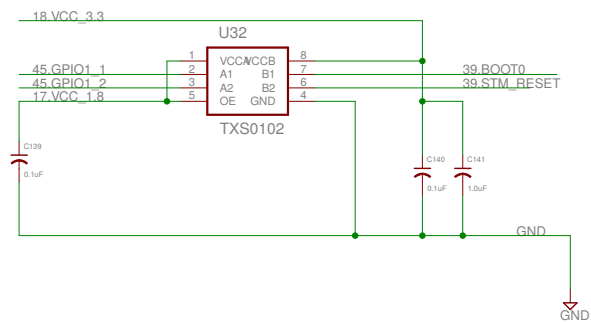 18.VCC_3.3
U32
1 VCCA VCCB 8
45.GPIO1_1 2 A1 B1 7 39.BOOT0
45.GPIO1_2 3 A2 B2 6 39.STM_RESET
17.VCC_1.8 5 OE GND 4
TXS0102
C139
0.1uF
C140
0.1uF
C141
1.0uF
GND
GND